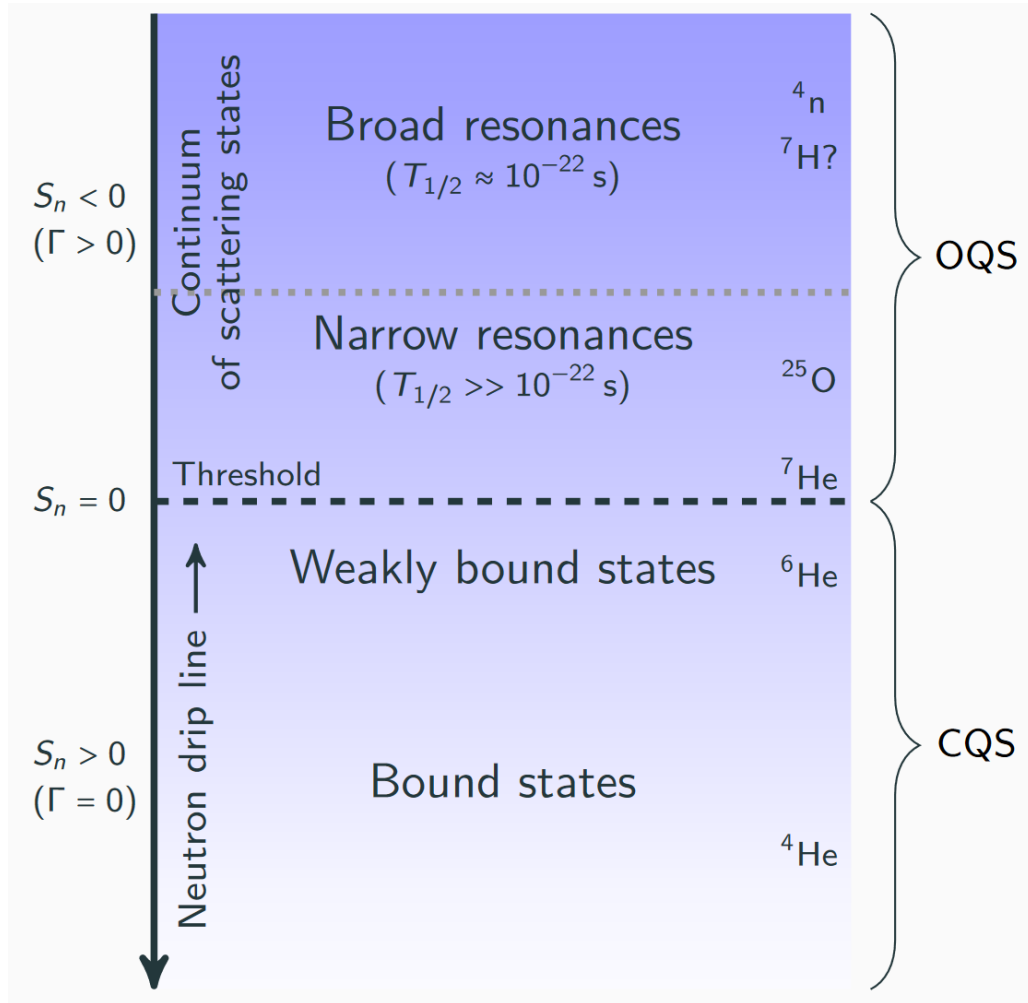 Continuum
of scattering states
Broad resonances
(T₁/₂ ≈ 10⁻²² s)
⁴n
⁷H?
Sₙ < 0
(Γ > 0)
OQS
Narrow resonances
(T₁/₂ >> 10⁻²² s)
²⁵O
Threshold
⁷He
Sₙ = 0
Weakly bound states
⁶He
Neutron drip line →
Sₙ > 0
(Γ = 0)
CQS
Bound states
⁴He